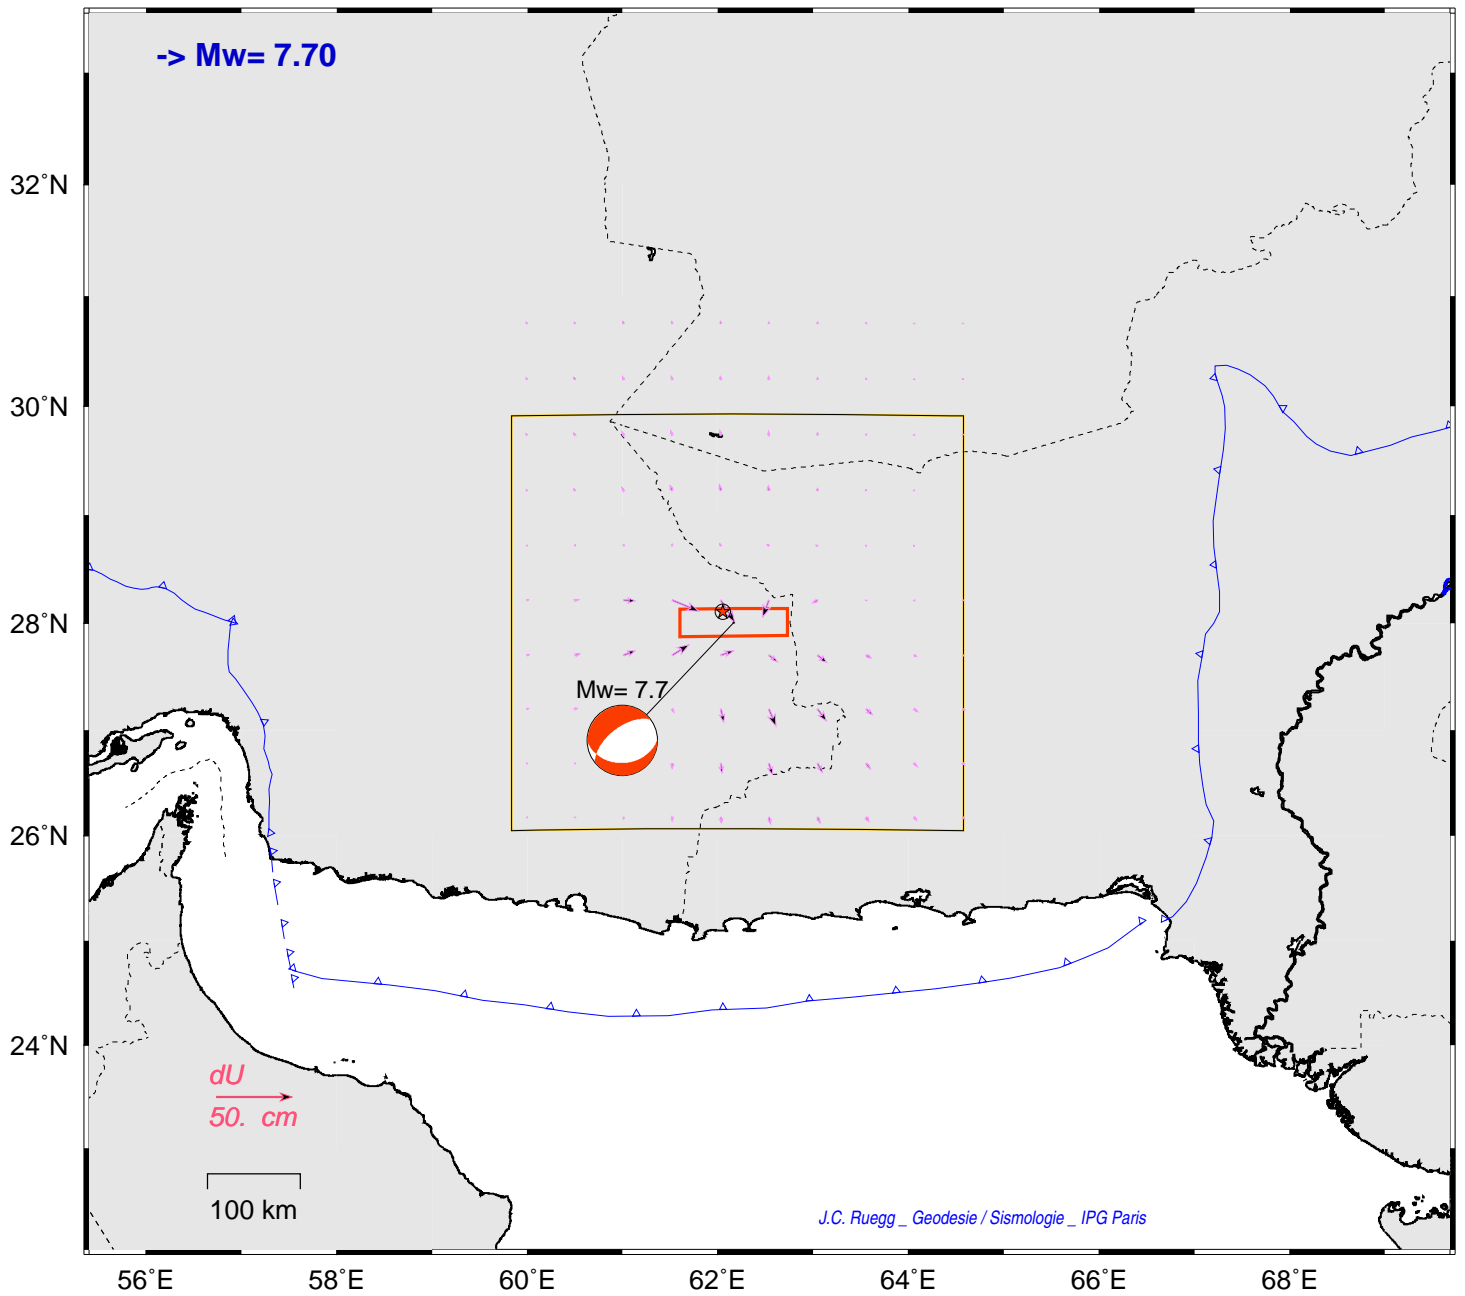 -> Mw= 7.70
32°N
30°N
28°N
Mw= 7.7
26°N
24°N
dU
50. cm
100 km
J.C. Ruegg _ Geodesie / Sismologie _ IPG Paris
56°E 58°E 60°E 62°E 64°E 66°E 68°E